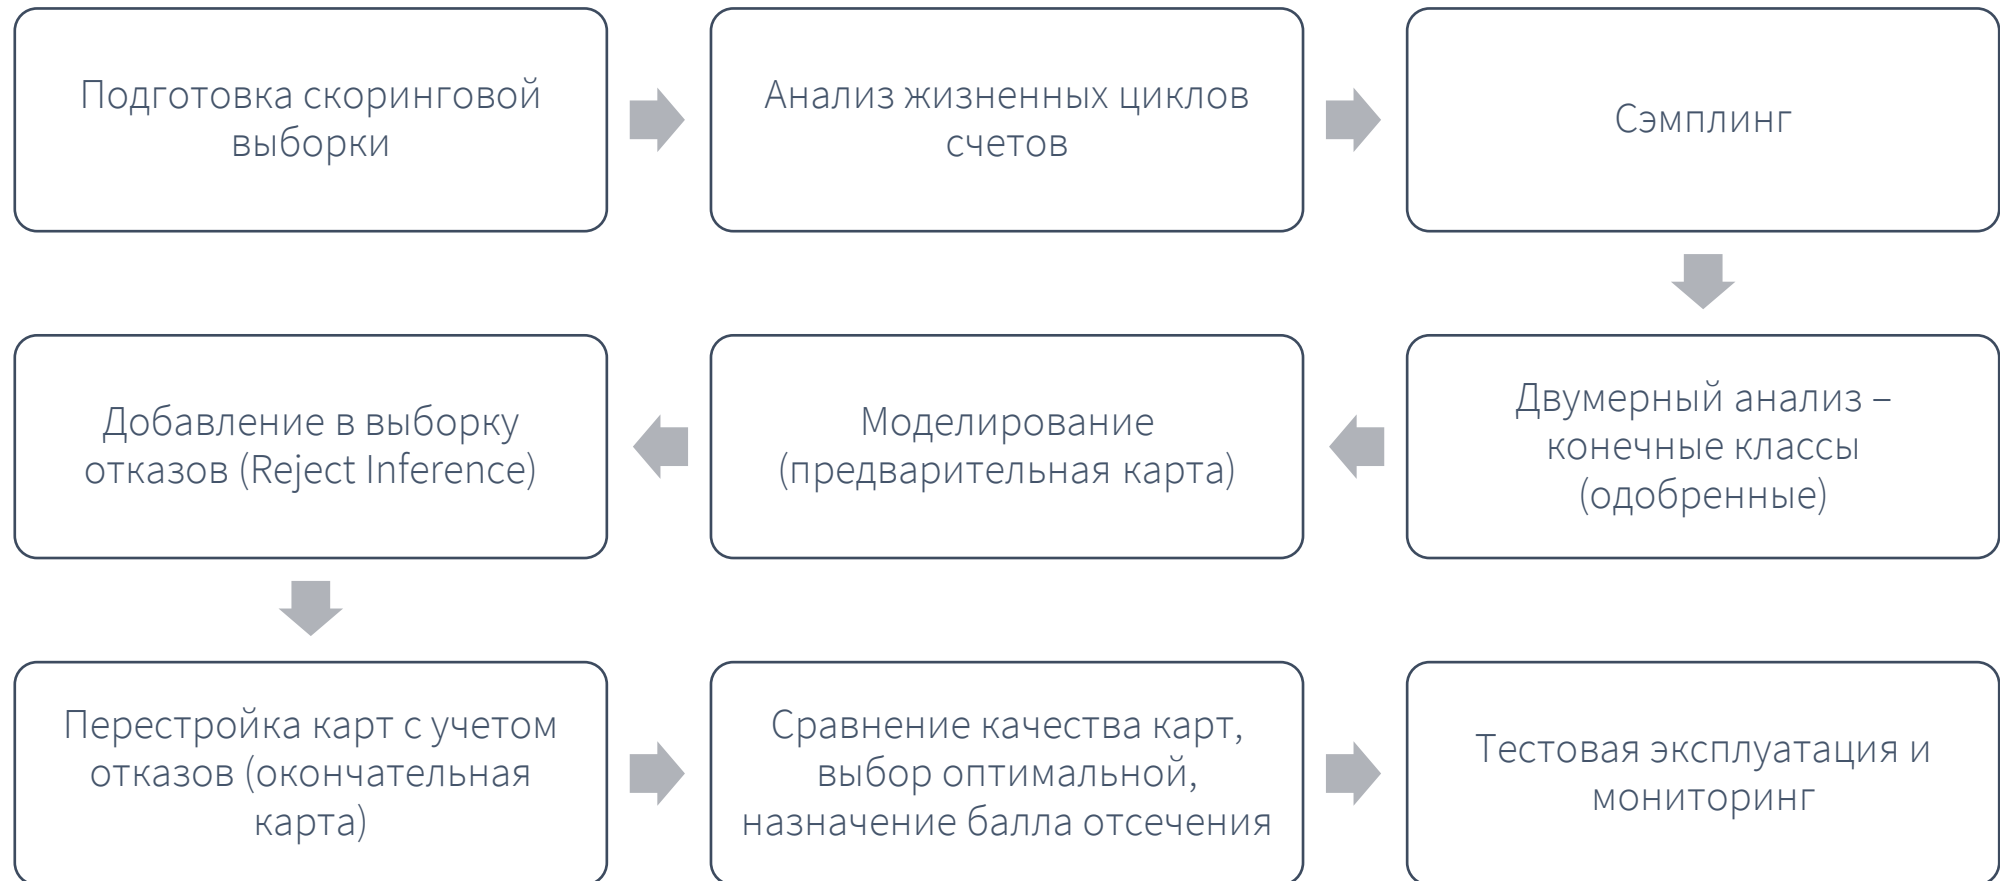 Подготовка скоринговой
выборки
Анализ жизненных циклов
счетов
Сэмплинг
Двумерный анализ –
конечные классы
(одобренные)
Моделирование
(предварительная карта)
Добавление в выборку
отказов (Reject Inference)
Перестройка карт с учетом
отказов (окончательная
карта)
Сравнение качества карт,
выбор оптимальной,
назначение балла отсечения
Тестовая эксплуатация и
мониторинг